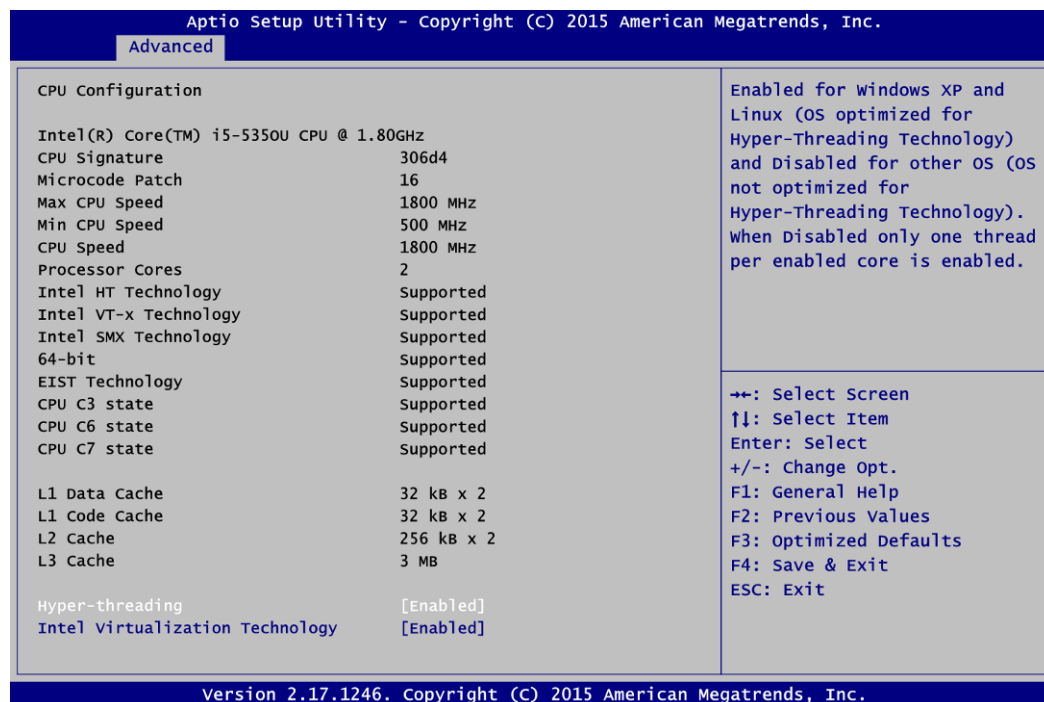 Aptio Setup Utility – Copyright (C) 2015 American Megatrends, Inc.
Advanced
CPU Configuration
Intel(R) Core(TM) i5-5350U CPU @ 1.80GHz
CPU Signature 306d4
Microcode Patch 16
Max CPU Speed 1800 MHz
Min CPU Speed 500 MHz
CPU Speed 1800 MHz
Processor Cores 2
Intel HT Technology Supported
Intel VT-x Technology Supported
Intel SMX Technology Supported
64-bit Supported
EIST Technology Supported
CPU C3 state Supported
CPU C6 state Supported
CPU C7 state Supported
L1 Data Cache 32 kB x 2
L1 Code Cache 32 kB x 2
L2 Cache 256 kB x 2
L3 Cache 3 MB
Hyper-threading [Enabled]
Intel Virtualization Technology [Enabled]
Enabled for Windows XP and
Linux (OS optimized for
Hyper-Threading Technology)
and Disabled for other OS (OS
not optimized for
Hyper-Threading Technology).
When Disabled only one thread
per enabled core is enabled.
→←: Select Screen
↑↓: Select Item
Enter: Select
+/-: Change Opt.
F1: General Help
F2: Previous Values
F3: Optimized Defaults
F4: Save & Exit
ESC: Exit
Version 2.17.1246. Copyright (C) 2015 American Megatrends, Inc.